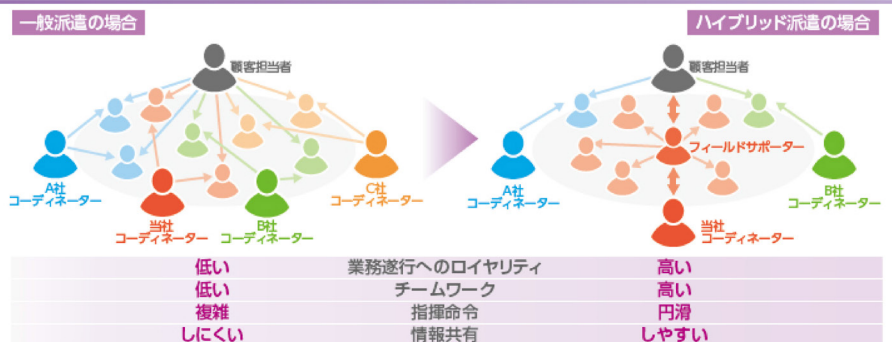 一般派遣の場合
ハイブリッド派遣の場合
顧客担当者
顧客担当者
フィールドサポーター
A社
コーディネーター
当社
コーディネーター
B社
コーディネーター
C社
コーディネーター
A社
コーディネーター
当社
コーディネーター
B社
コーディネーター
低い 業務遂行へのロイヤリティ 高い
低い チームワーク 高い
複雑 指揮命令 円滑
しにくい 情報共有 しやすい